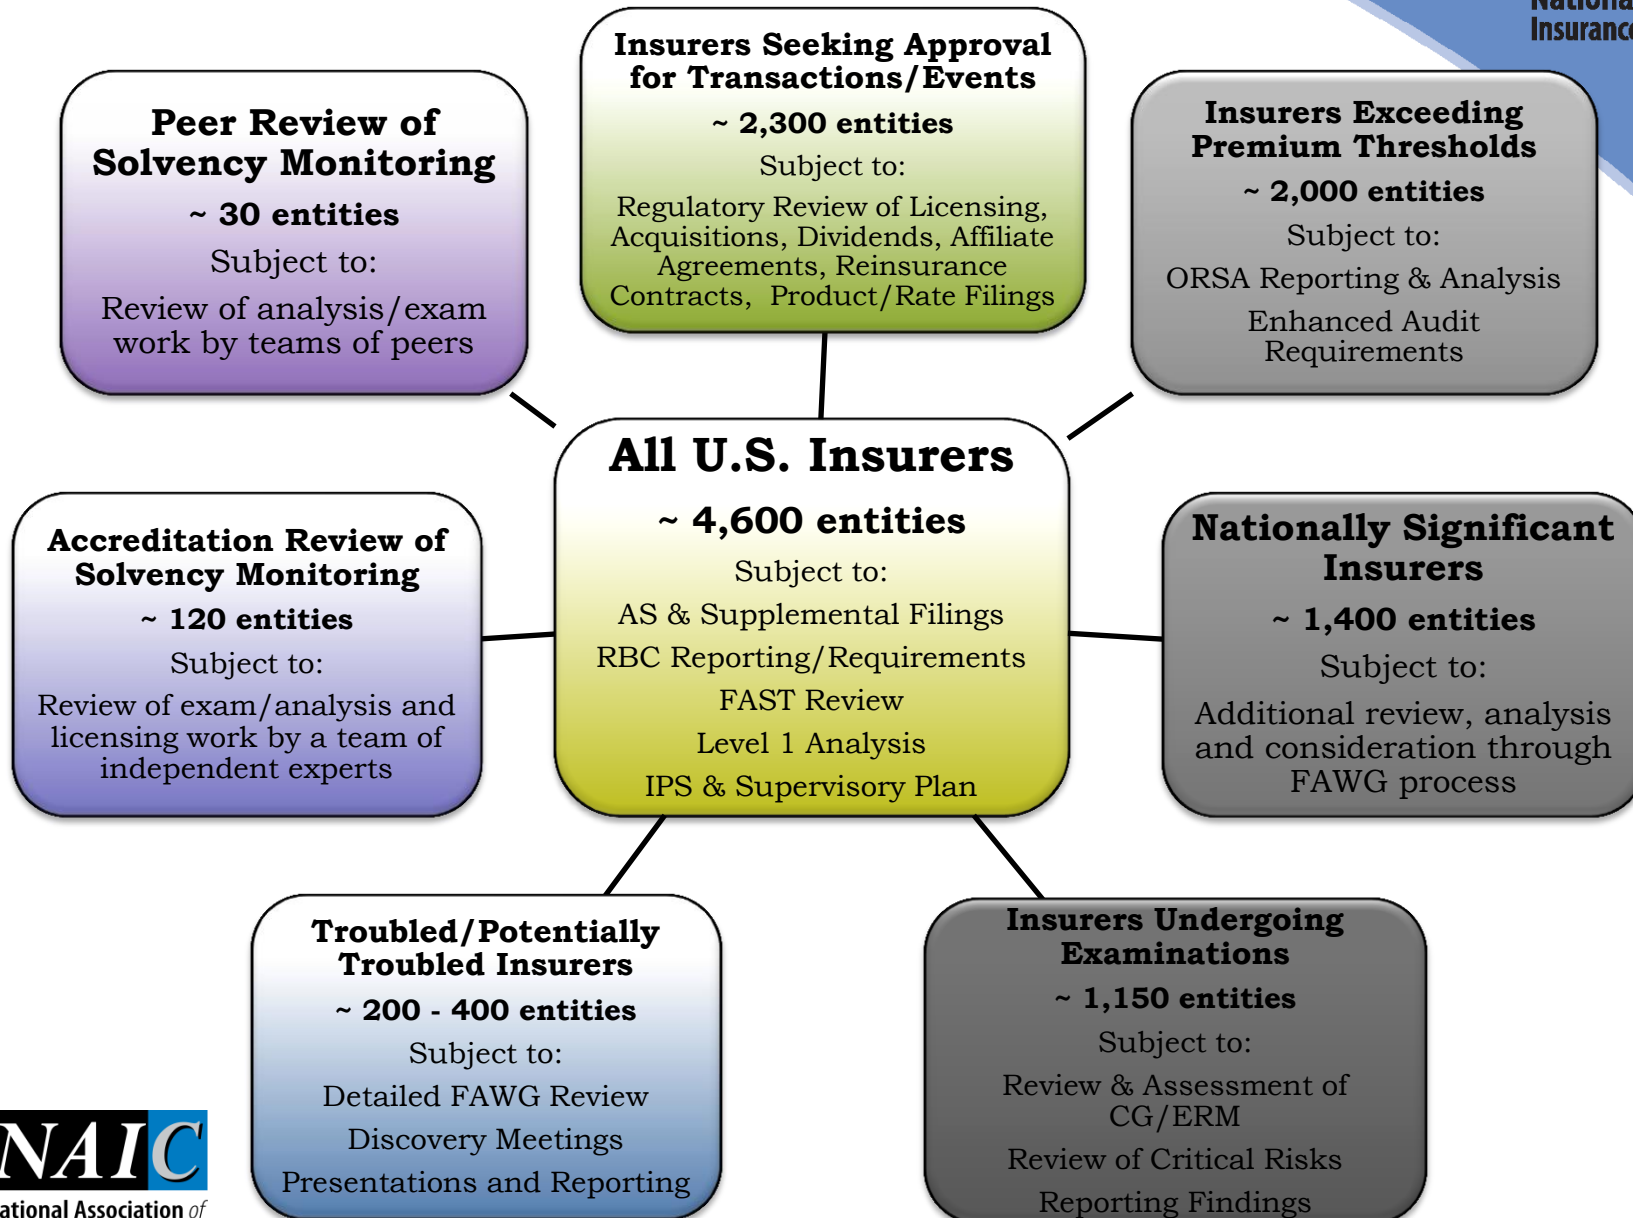 National
Insurance
Insurers Seeking Approval
for Transactions/Events
~ 2,300 entities
Subject to:
Regulatory Review of Licensing,
Acquisitions, Dividends, Affiliate
Agreements, Reinsurance
Contracts, Product/Rate Filings
Peer Review of
Solvency Monitoring
~ 30 entities
Subject to:
Review of analysis/exam
work by teams of peers
Insurers Exceeding
Premium Thresholds
~ 2,000 entities
Subject to:
ORSA Reporting & Analysis
Enhanced Audit
Requirements
All U.S. Insurers
~ 4,600 entities
Subject to:
AS & Supplemental Filings
RBC Reporting/Requirements
FAST Review
Level 1 Analysis
IPS & Supervisory Plan
Accreditation Review of
Solvency Monitoring
~ 120 entities
Subject to:
Review of exam/analysis and
licensing work by a team of
independent experts
Nationally Significant
Insurers
~ 1,400 entities
Subject to:
Additional review, analysis
and consideration through
FAWG process
Troubled/Potentially
Troubled Insurers
~ 200 - 400 entities
Subject to:
Detailed FAWG Review
Discovery Meetings
Presentations and Reporting
Insurers Undergoing
Examinations
~ 1,150 entities
Subject to:
Review & Assessment of
CG/ERM
Review of Critical Risks
Reporting Findings
NAIC
ational Association of